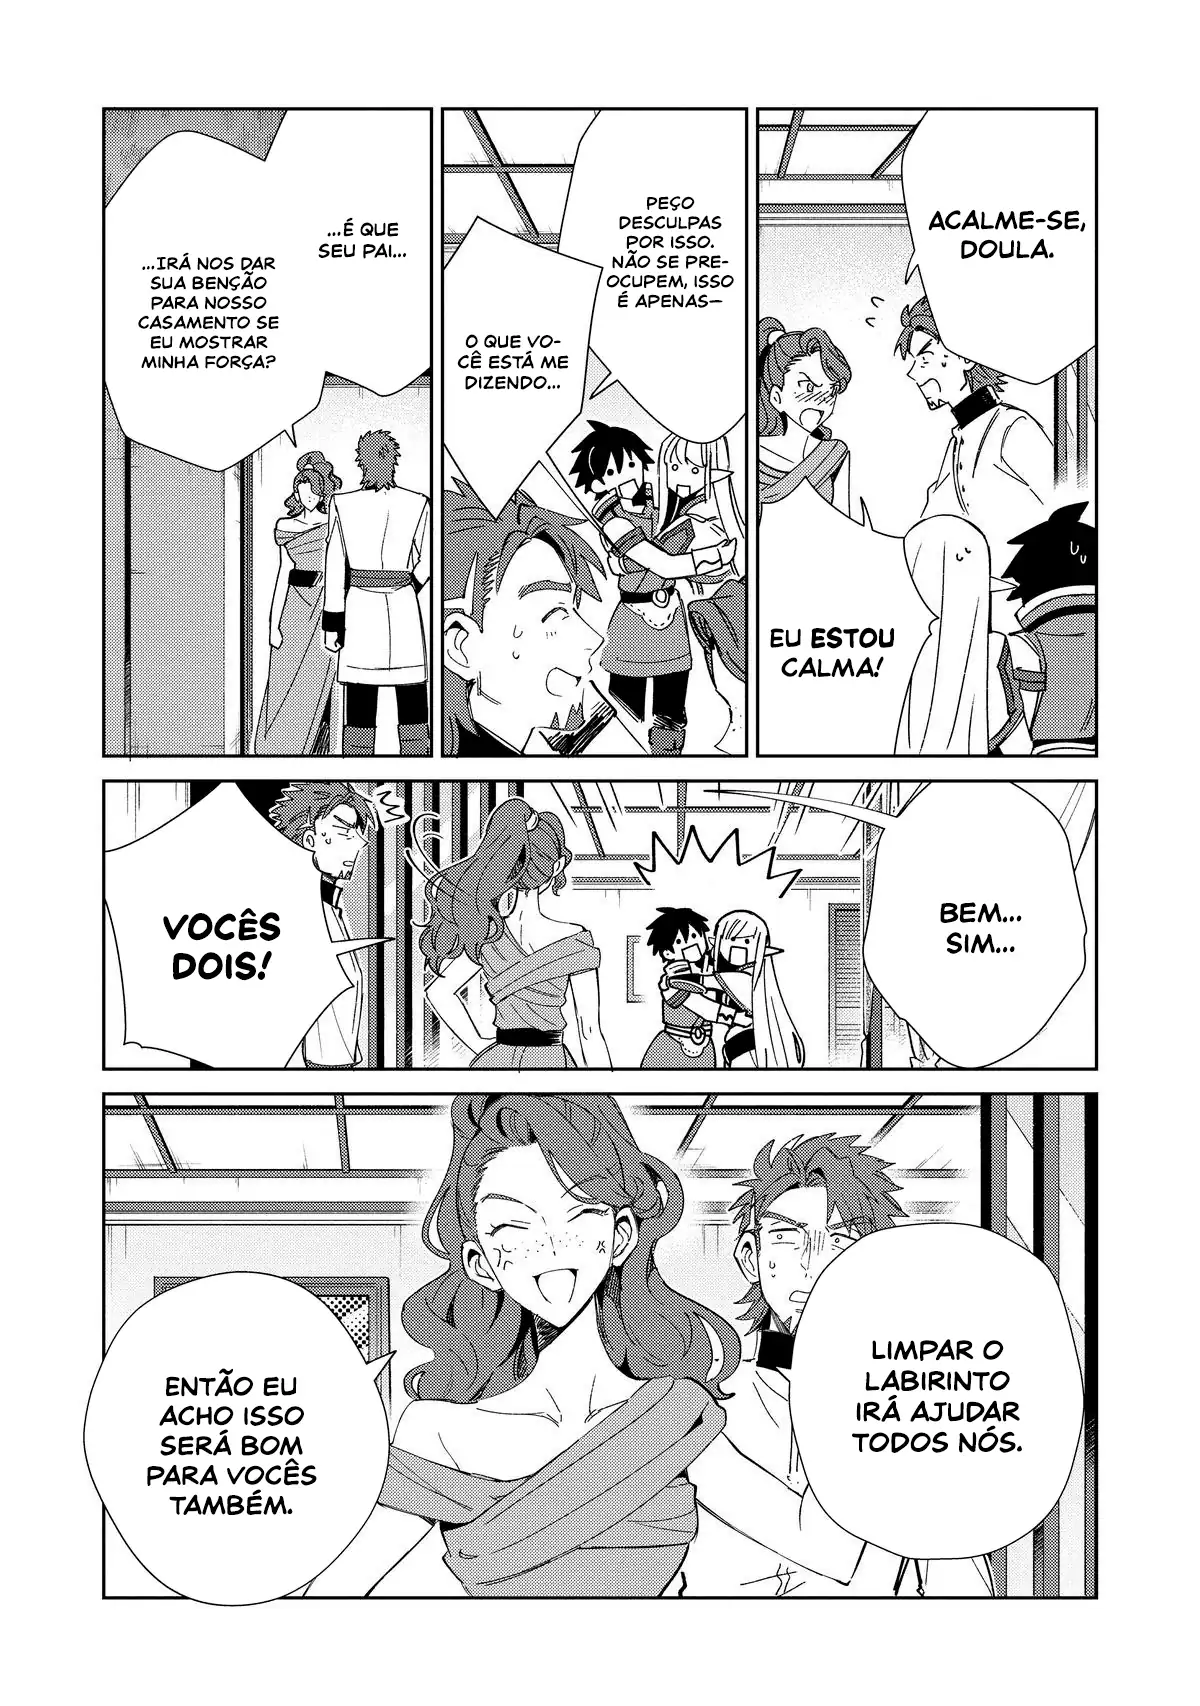 ACALME-SE,
DOULA.
EU ESTOU
CALMA!
PEÇO
DESCULPAS
POR ISSO.
NÃO SE PRE-
OCUPEM, ISSO
É APENAS—
O QUE VO-
CÊ ESTÁ ME
DIZENDO...
...É QUE
SEU PAI...
...IRÁ NOS DAR
SUA BENÇÃO
PARA NOSSO
CASAMENTO SE
EU MOSTRAR
MINHA FORÇA?
BEM...
SIM...
VOCÊS
DOIS!
LIMPAR O
LABIRINTO
IRÁ AJUDAR
TODOS NÓS.
ENTÃO EU
ACHO ISSO
SERÁ BOM
PARA VOCÊS
TAMBÉM.